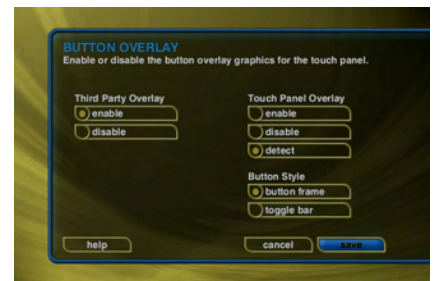 BUTTON OVERLAY
Enable or disable the button overlay graphics for the touch panel.
Third Party Overlay
enable
disable
Touch Panel Overlay
enable
disable
detect
Button Style
button frame
toggle bar
help
cancel
save